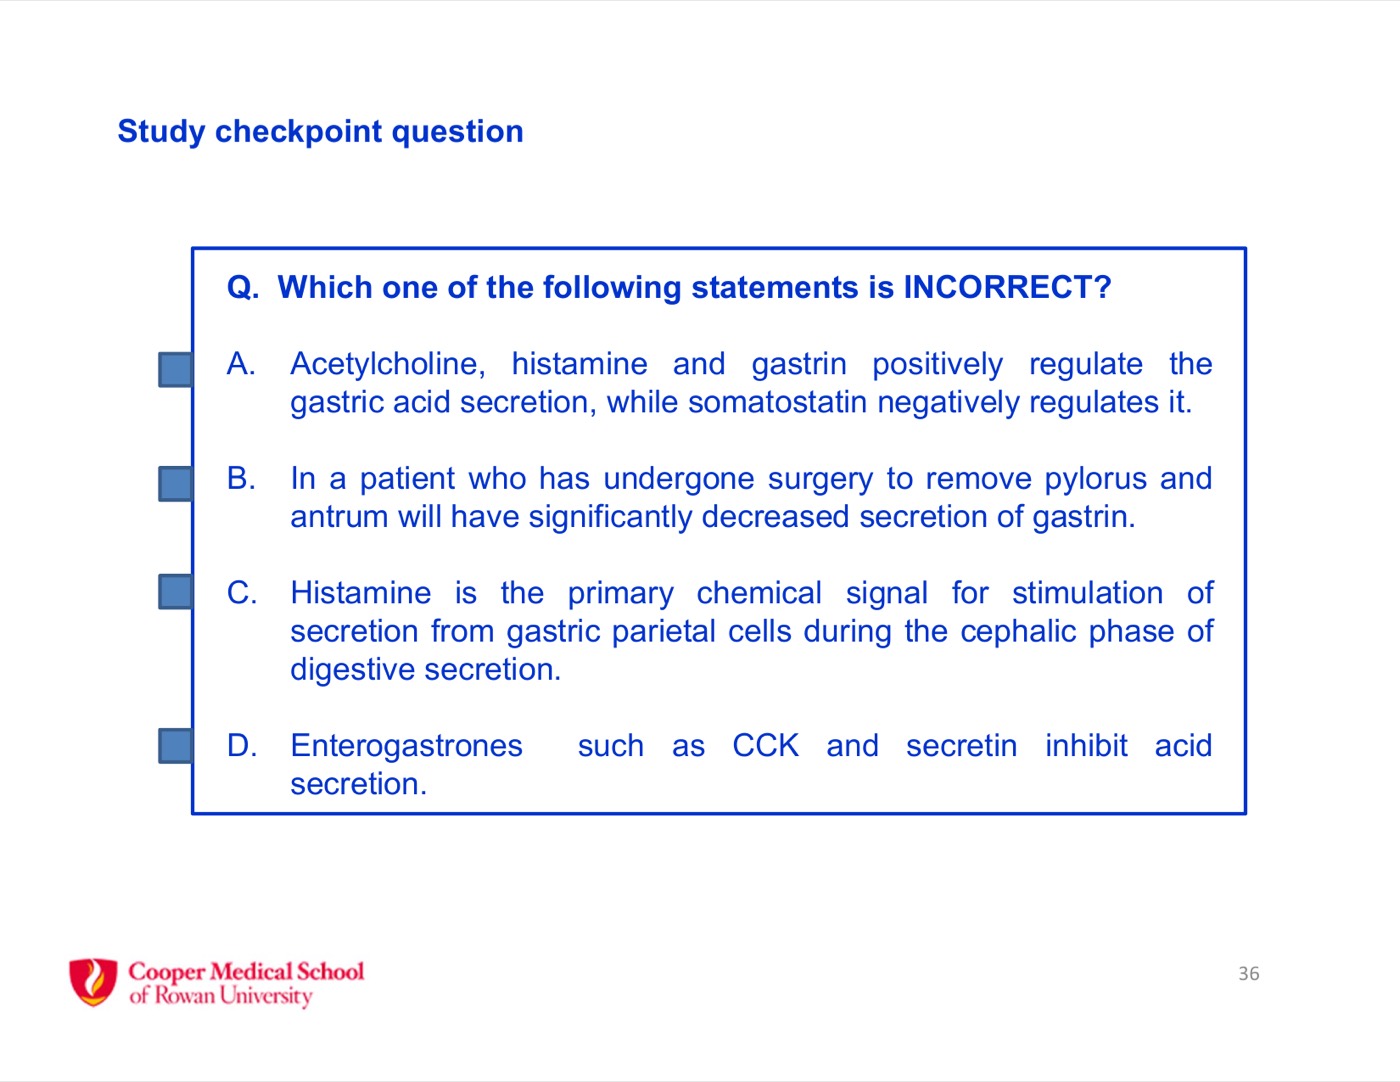 Study checkpoint question
Q. Which one of the following statements is INCORRECT?
A. Acetylcholine, histamine and gastrin positively regulate the
gastric acid secretion, while somatostatin negatively regulates it.
B. In a patient who has undergone surgery to remove pylorus and
antrum will have significantly decreased secretion of gastrin.
C. Histamine is the primary chemical signal for stimulation of
secretion from gastric parietal cells during the cephalic phase of
digestive secretion.
D. Enterogastrones such as CCK and secretin inhibit acid
secretion.
Cooper Medical School
of Rowan University
36